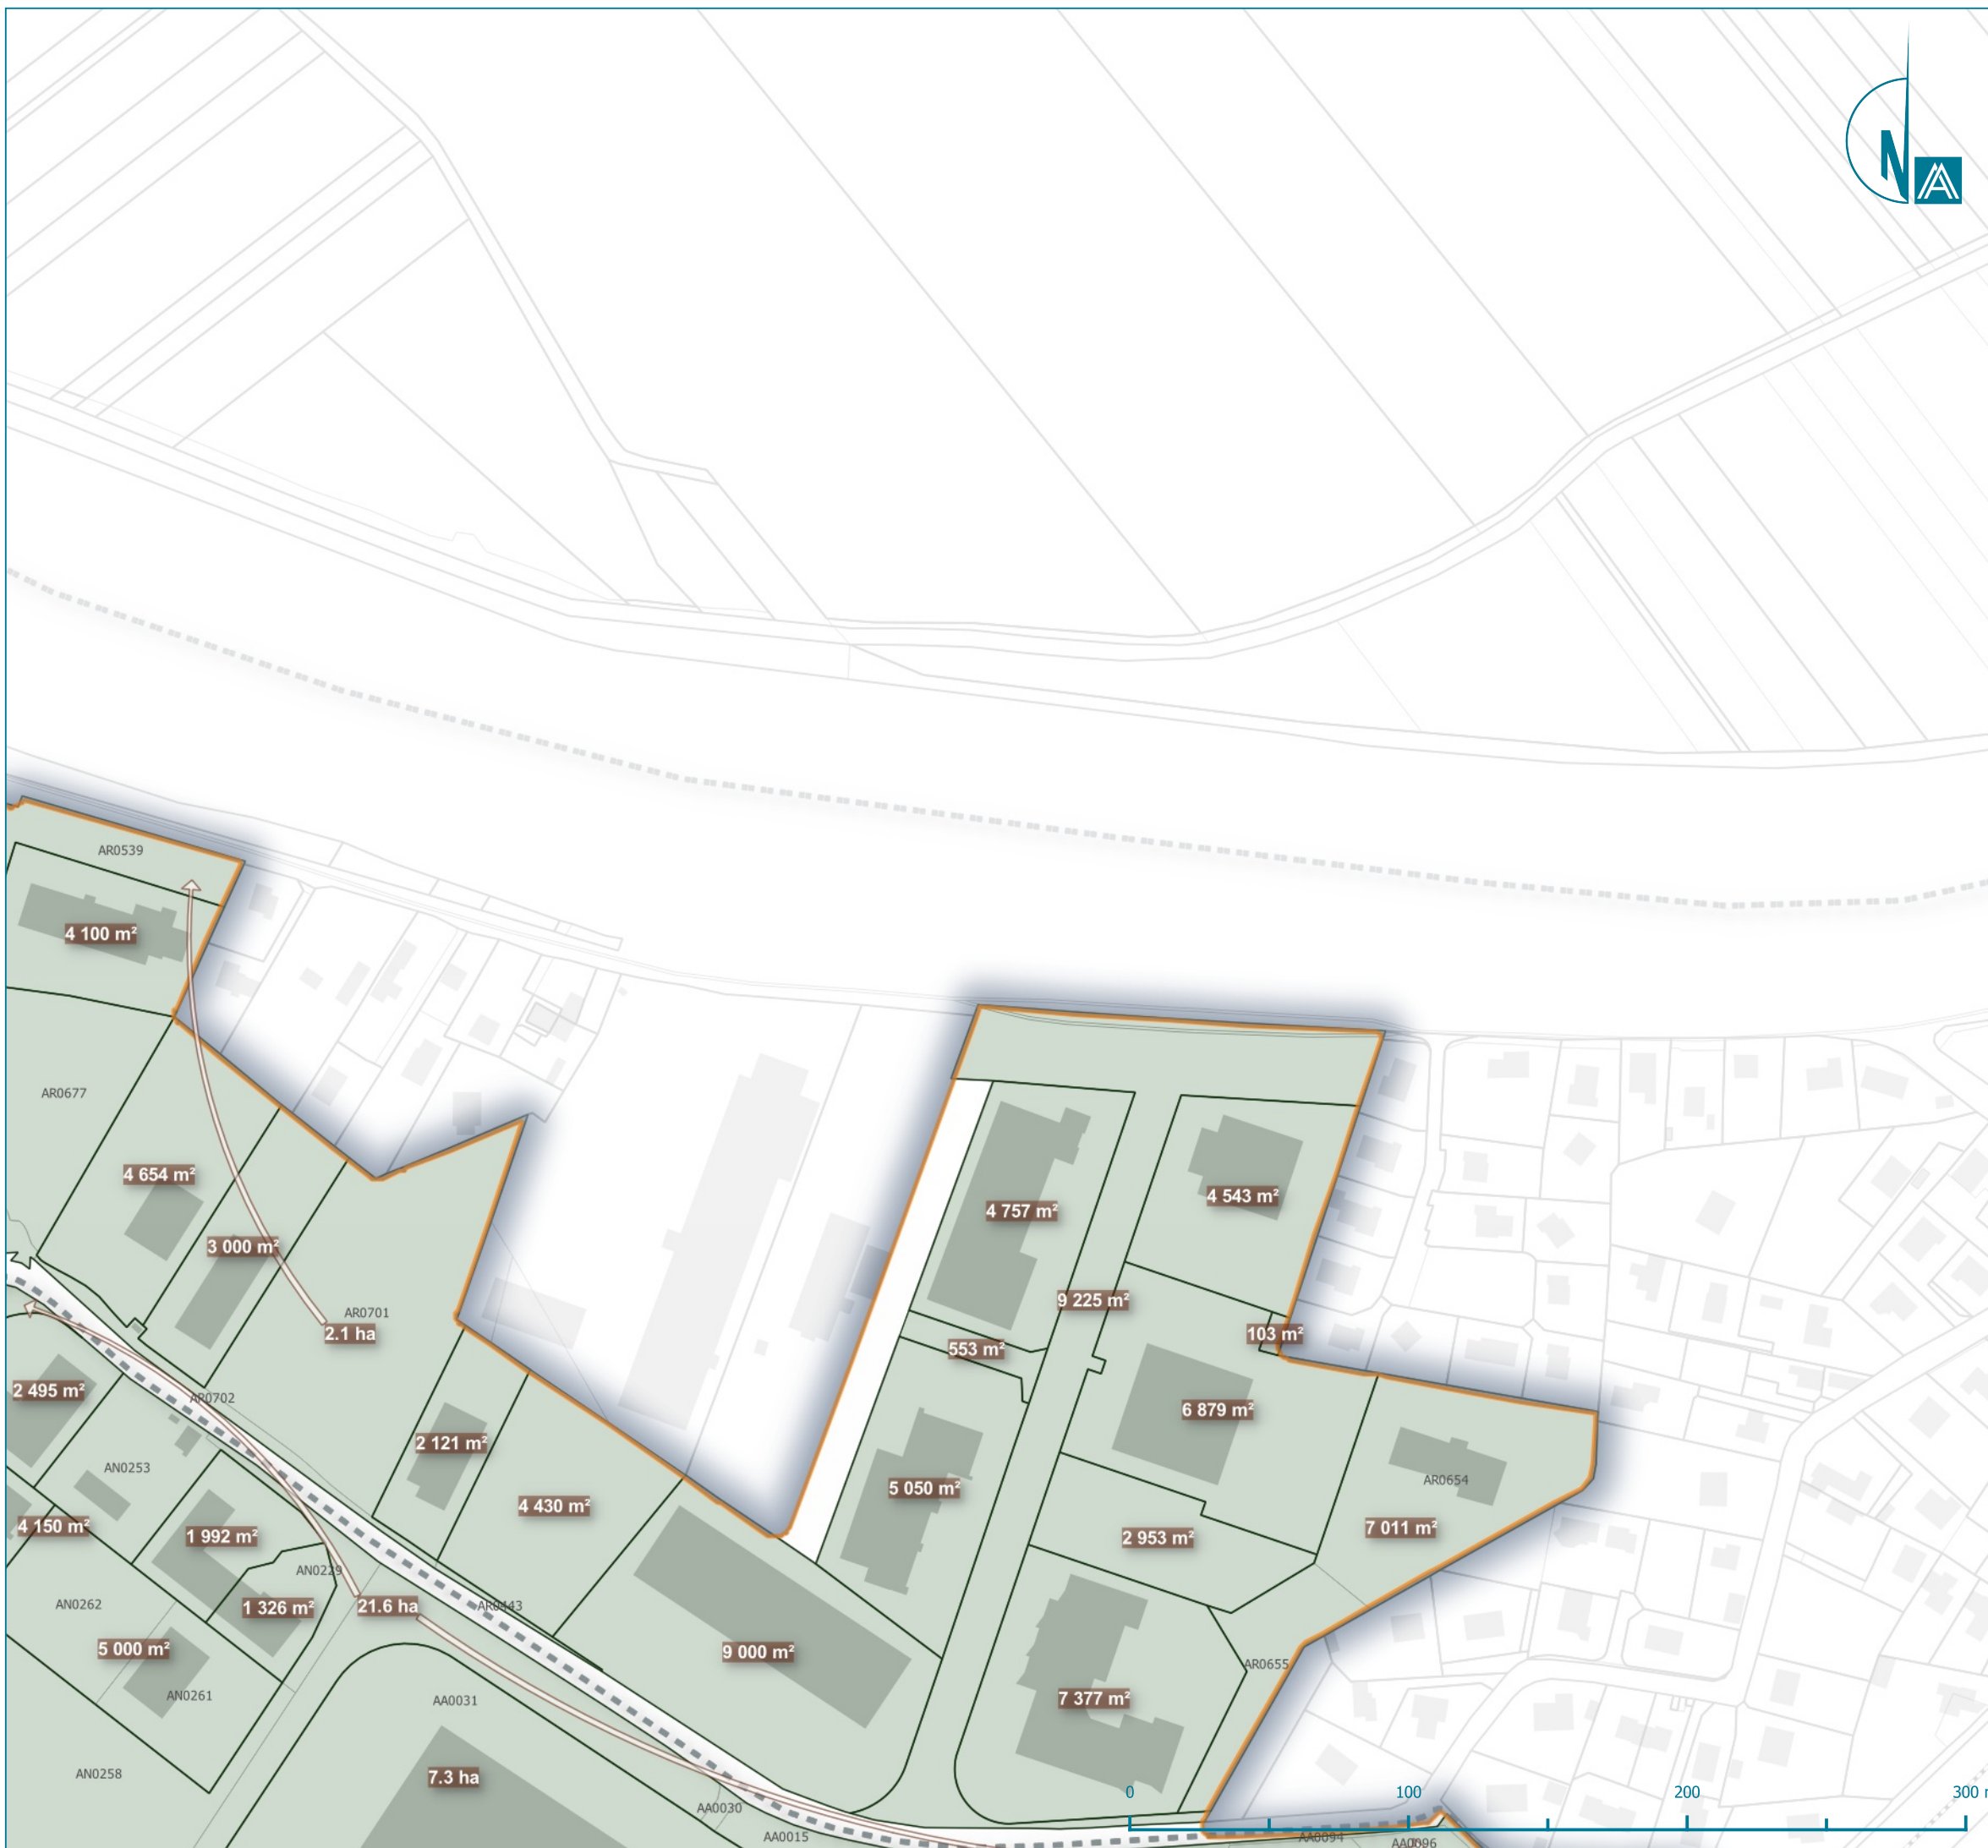 N
AR0539
4 100 m²
AR0677
4 654 m²
4 757 m²
4 543 m²
3 000 m²
9 225 m²
AR0701
2.1 ha
103 m²
553 m²
2 495 m²
AR0702
6 879 m²
2 121 m²
AN0253
AR0654
5 050 m²
4 430 m²
4 150 m²
1 992 m²
7 011 m²
2 953 m²
AN0229
AN0262
1 326 m²
21.6 ha
AR0443
5 000 m²
9 000 m²
AR0655
AN0261
AA0031
7 377 m²
AN0258
7.3 ha
0
100
200
300
AA0030
AA0015
AA0094
AA0096